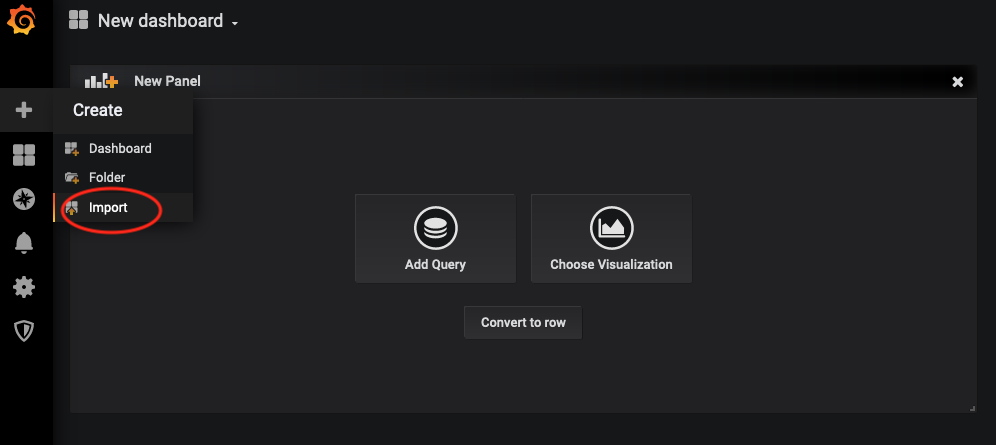 New dashboard
New Panel
Create
Dashboard
Folder
Import
Add Query
Choose Visualization
Convert to row